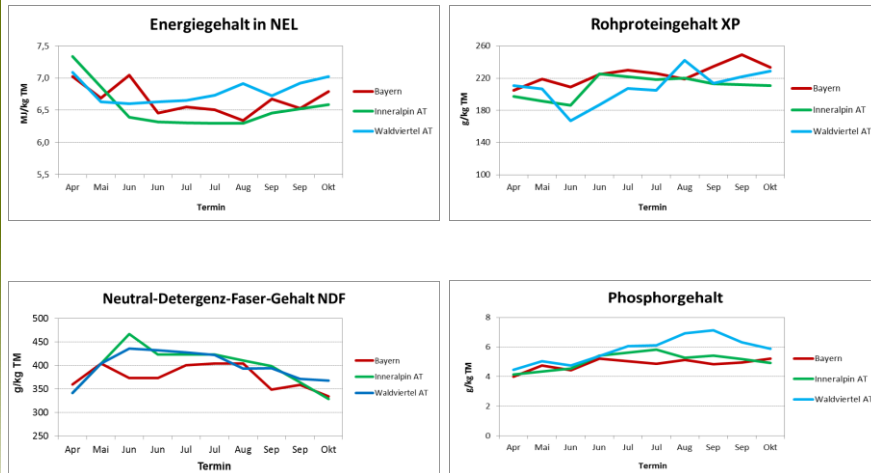 Energiegehalt in NEL
7,5
7,0
6,5
6,0
5,5
MJ/kg TM
Apr Mai Jun Jun Jul Jul Aug Sep Sep Okt
Termin
Bayern
Inneralpin AT
Waldviertel AT
Rohproteingehalt XP
260
220
180
140
100
g/kg TM
Apr Mai Jun Jun Jul Jul Aug Sep Sep Okt
Termin
Bayern
Inneralpin AT
Waldviertel AT
Neutral-Detergenz-Faser-Gehalt NDF
500
450
400
350
300
250
g/kg TM
Apr Mai Jun Jun Jul Jul Aug Sep Sep Okt
Termin
Bayern
Inneralpin AT
Waldviertel AT
Phosphorgehalt
8
6
4
2
0
g/kg TM
Apr Mai Jun Jun Jul Jul Aug Sep Sep Okt
Termin
Bayern
Inneralpin AT
Waldviertel AT